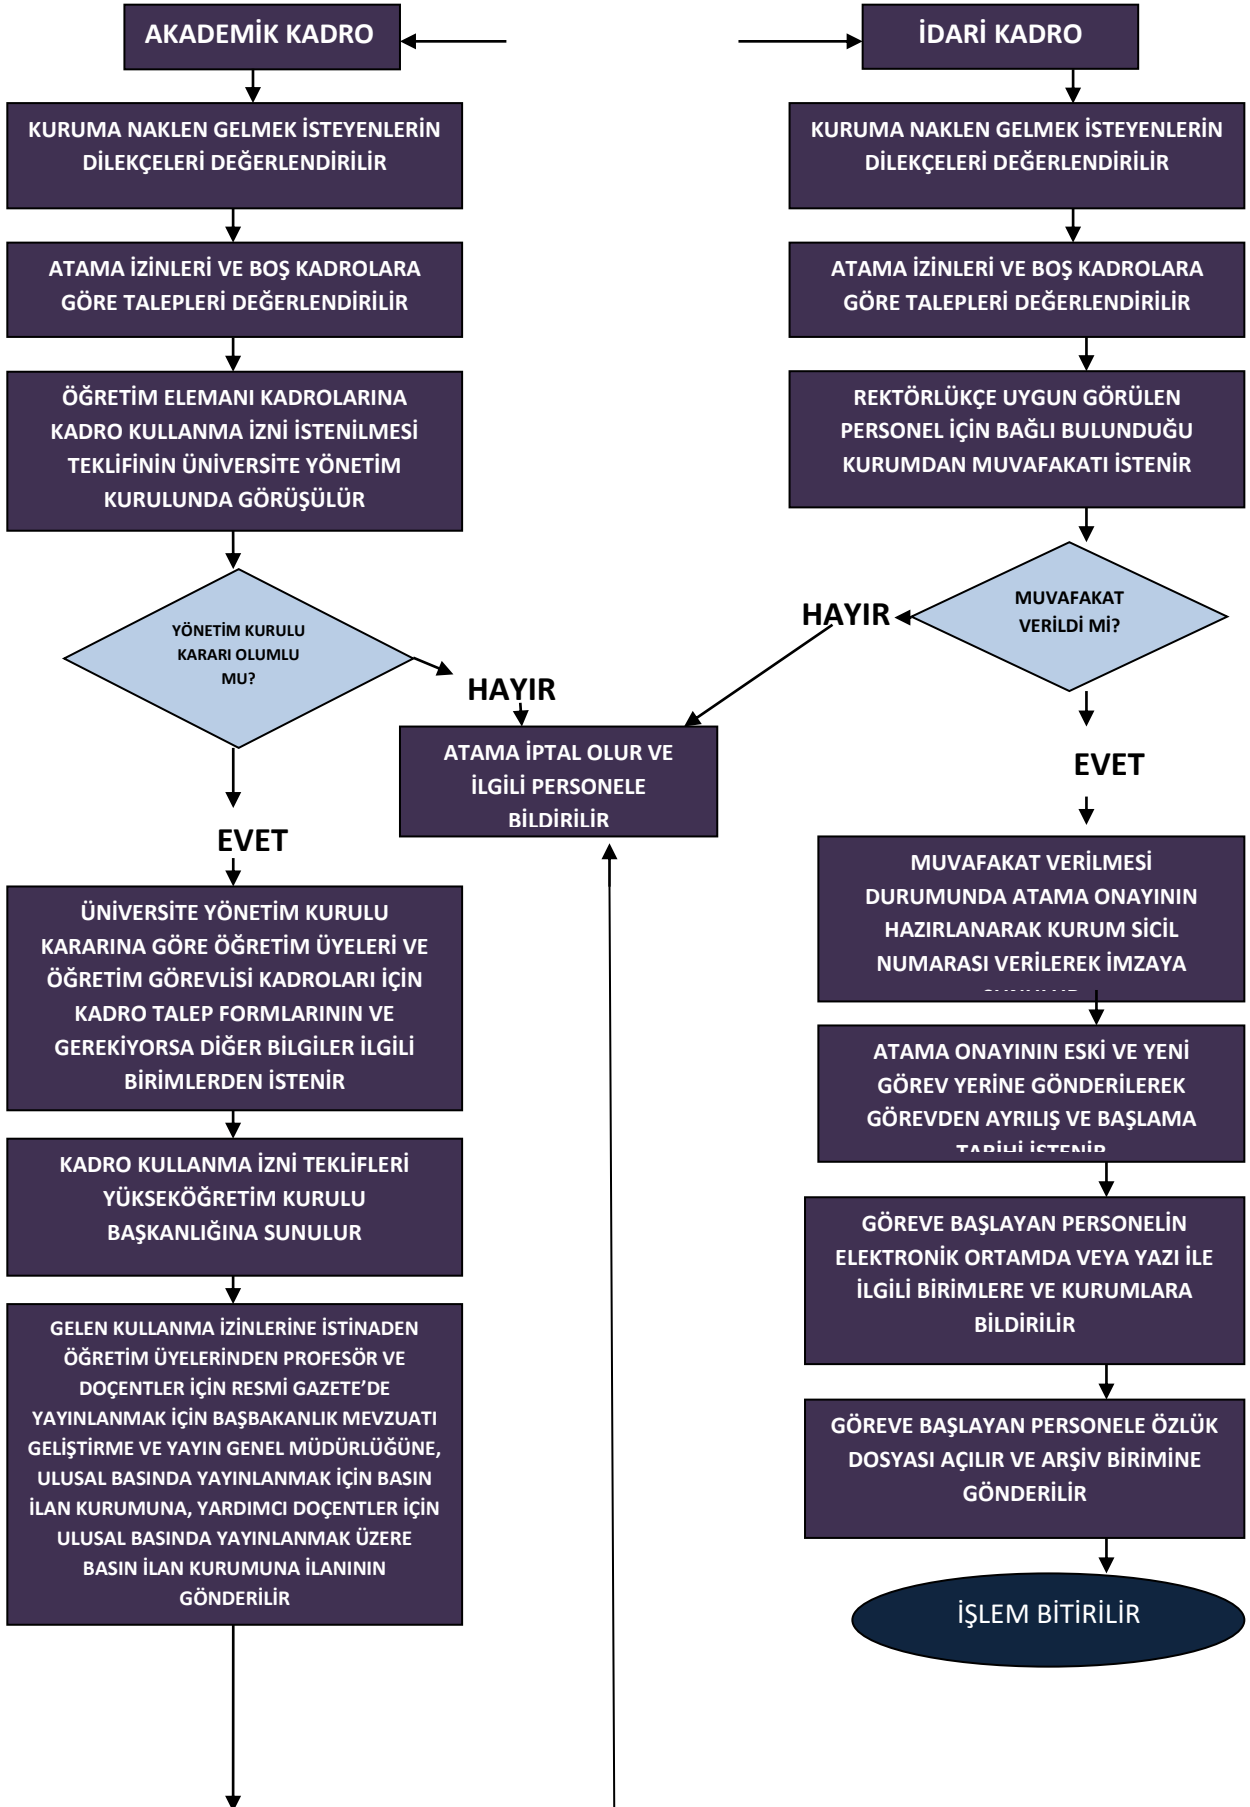 AKADEMİK KADRO
KURUMA NAKLEN GELMEK İSTEYENLERİN
DİLEKÇELERİ DEĞERLENDİRİLİR
ATAMA İZİNLERİ VE BOŞ KADROLARA
GÖRE TALEPLERİ DEĞERLENDİRİLİR
ÖĞRETİM ELEMANI KADROLARINA
KADRO KULLANMA İZNİ İSTENİLMESİ
TEKLİFİNİN ÜNİVERSİTE YÖNETİM
KURULUNDA GÖRÜŞÜLÜR
YÖNETİM KURULU
KARARI OLUMLU
MU?
HAYIR
EVET
ÜNİVERSİTE YÖNETİM KURULU
KARARINA GÖRE ÖĞRETİM ÜYELERİ VE
ÖĞRETİM GÖREVLİSİ KADROLARI İÇİN
KADRO TALEP FORMLARININ VE
GEREKİYORSA DİĞER BİLGİLER İLGİLİ
BİRİMLERDEN İSTENİR
KADRO KULLANMA İZNİ TEKLİFLERİ
YÜKSEKÖĞRETİM KURULU
BAŞKANLIĞINA SUNULUR
GELEN KULLANMA İZİNLERİNE İSTİNADEN
ÖĞRETİM ÜYELERİNDEN PROFESÖR VE
DOÇENTLER İÇİN RESMİ GAZETE’DE
YAYINLANMAK İÇİN BAŞBAKANLIK MEVZUATI
GELİŞTİRME VE YAYIN GENEL MÜDÜRLÜĞÜNE,
ULUSAL BASINDA YAYINLANMAK İÇİN BASIN
İLAN KURUMUNA, YARDIMCI DOÇENTLER İÇİN
ULUSAL BASINDA YAYINLANMAK ÜZERE
BASIN İLAN KURUMUNA İLANININ
GÖNDERİLİR
ATAMA İPTAL OLUR VE
İLGİLİ PERSONELE
BİLDİRİLİR
İDARİ KADRO
KURUMA NAKLEN GELMEK İSTEYENLERİN
DİLEKÇELERİ DEĞERLENDİRİLİR
ATAMA İZİNLERİ VE BOŞ KADROLARA
GÖRE TALEPLERİ DEĞERLENDİRİLİR
REKTÖRLÜKÇE UYGUN GÖRÜLEN
PERSONEL İÇİN BAĞLI BULUNDUĞU
KURUMDAN MUVAFAKATI İSTENİR
MUVAFAKAT
VERİLDİ Mİ?
HAYIR
EVET
MUVAFAKAT VERİLMESİ
DURUMUNDA ATAMA ONAYININ
HAZIRLANARAK KURUM SİCİL
NUMARASI VERİLEREK İMZAYA
ATAMA ONAYININ ESKİ VE YENİ
GÖREV YERİNE GÖNDERİLEREK
GÖREVDEN AYRILIŞ VE BAŞLAMA
TARİHİ İSTENİR
GÖREVE BAŞLAYAN PERSONELİN
ELEKTRONİK ORTAMDA VEYA YAZI İLE
İLGİLİ BİRİMLERE VE KURUMLARA
BİLDİRİLİR
GÖREVE BAŞLAYAN PERSONELE ÖZLÜK
DOSYASI AÇILIR VE ARŞİV BİRİMİNE
GÖNDERİLİR
İŞLEM BİTİRİLİR